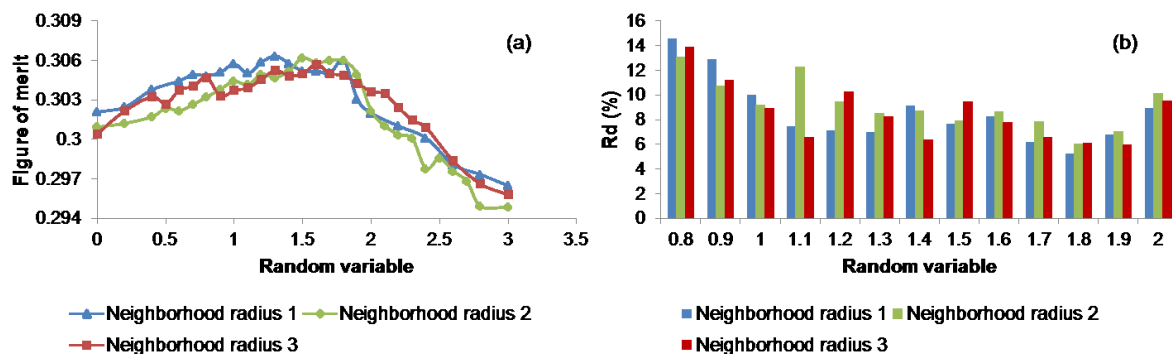 0.309
0.306
0.303
0.3
0.297
0.294
Figure of merit
(a)
0 0.5 1 1.5 2 2.5 3 3.5
Random variable
Neighborhood radius 1 Neighborhood radius 2
Neighborhood radius 3
16
14
12
10
8
6
4
2
0
Rd (%)
(b)
0.8 0.9 1 1.1 1.2 1.3 1.4 1.5 1.6 1.7 1.8 1.9 2
Random variable
Neighborhood radius 1 Neighborhood radius 2
Neighborhood radius 3